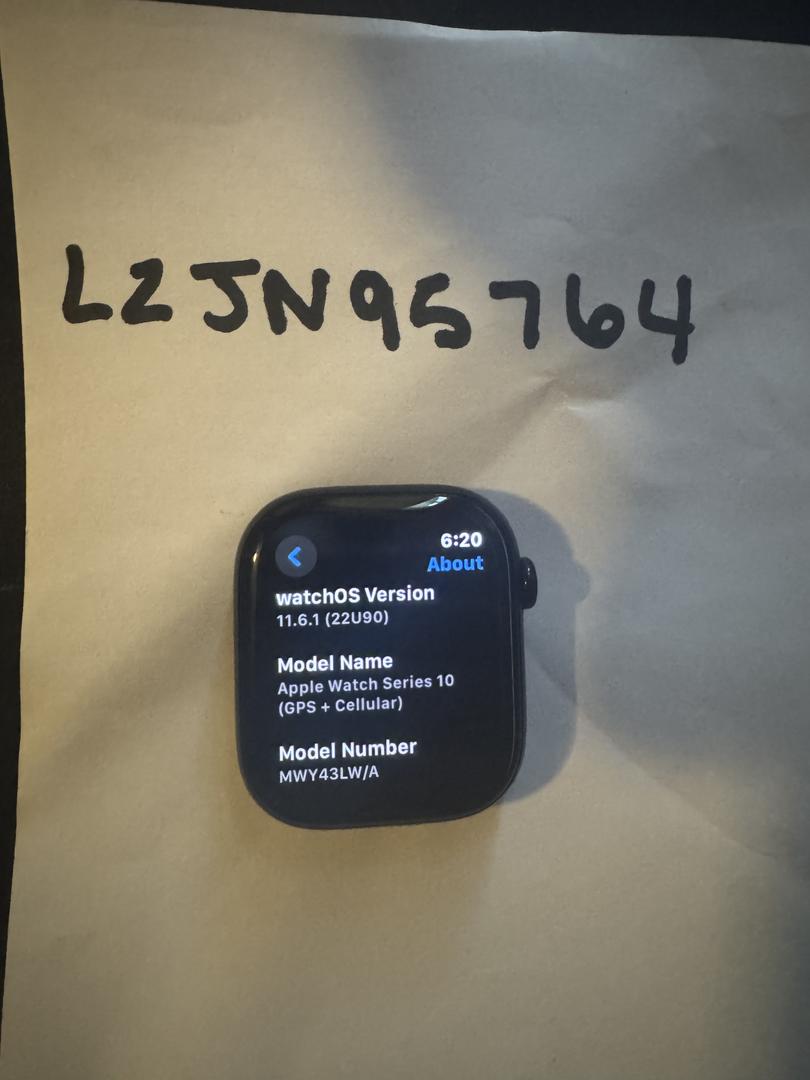 LZJN95764
6:20
About
watchOS Version
11.6.1 (22U90)
Model Name
Apple Watch Series 10
(GPS + Cellular)
Model Number
MWY43LW/A